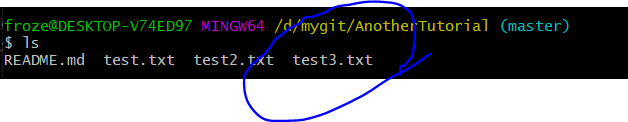 froze@DESKTOP-V74ED97 MINGW64 /d/mygit/AnotherTutorial (master)
$ ls
README.md  test.txt  test2.txt  test3.txt